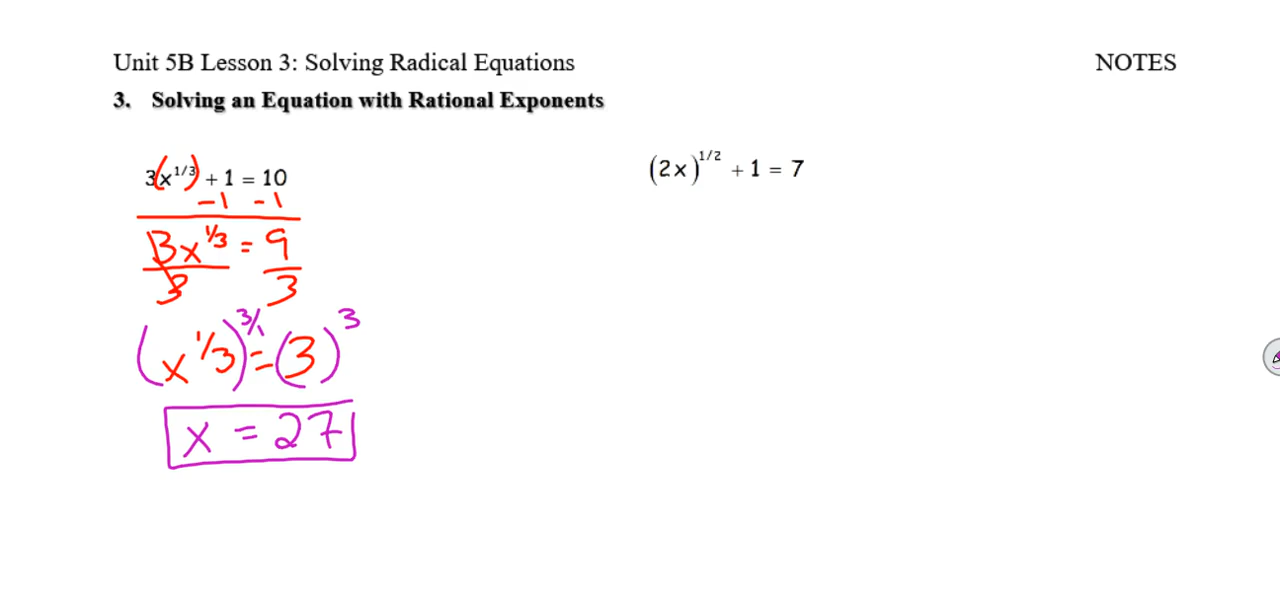 Unit 5B Lesson 3: Solving Radical Equations NOTES
3. Solving an Equation with Rational Exponents
3(x^1/3) + 1 = 10
-1 -1
3x^1/3 = 9
3 3
(x^1/3)^3/1 = (3)^3
x = 27
(2x)^1/2 + 1 = 7